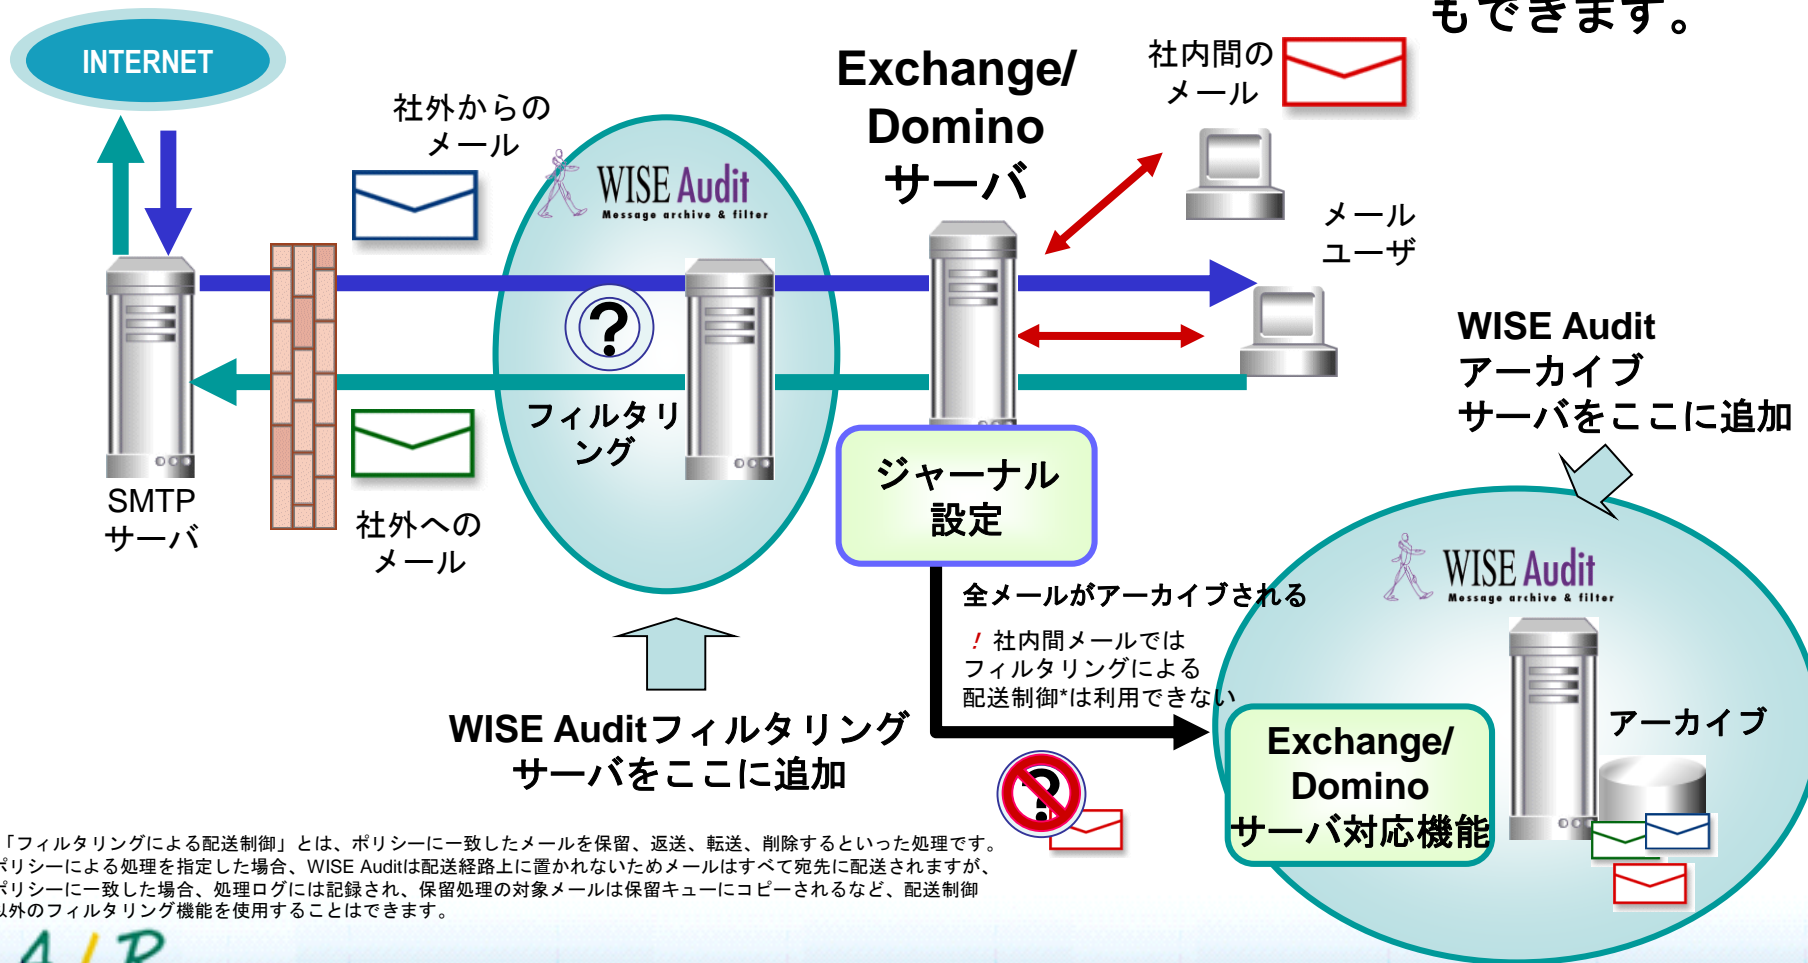 もできます。
INTERNET
社外からの
メール
WISE Audit
Message archive & filter
Exchange/
Domino
サーバ
社内間の
メール
メール
ユーザ
?
フィルタリ
ング
SMTP
サーバ
社外への
メール
ジャーナル
設定
WISE Audit
アーカイブ
サーバをここに追加
WISE Audit
Message archive & filter
全メールがアーカイブされる
! 社内間メールでは
フィルタリングによる
配送制御*は利用できない
WISE Auditフィルタリング
サーバをここに追加
?
Exchange/
Domino
サーバ対応機能
アーカイブ
「フィルタリングによる配送制御」とは、ポリシーに一致したメールを保留、返送、転送、削除するといった処理です。
ポリシーによる処理を指定した場合、WISE Auditは配送経路上に置かれないためメールはすべて宛先に配送されますが、
ポリシーに一致した場合、処理ログには記録され、保留処理の対象メールは保留キューにコピーされるなど、配送制御
以外のフィルタリング機能を使用することはできます。